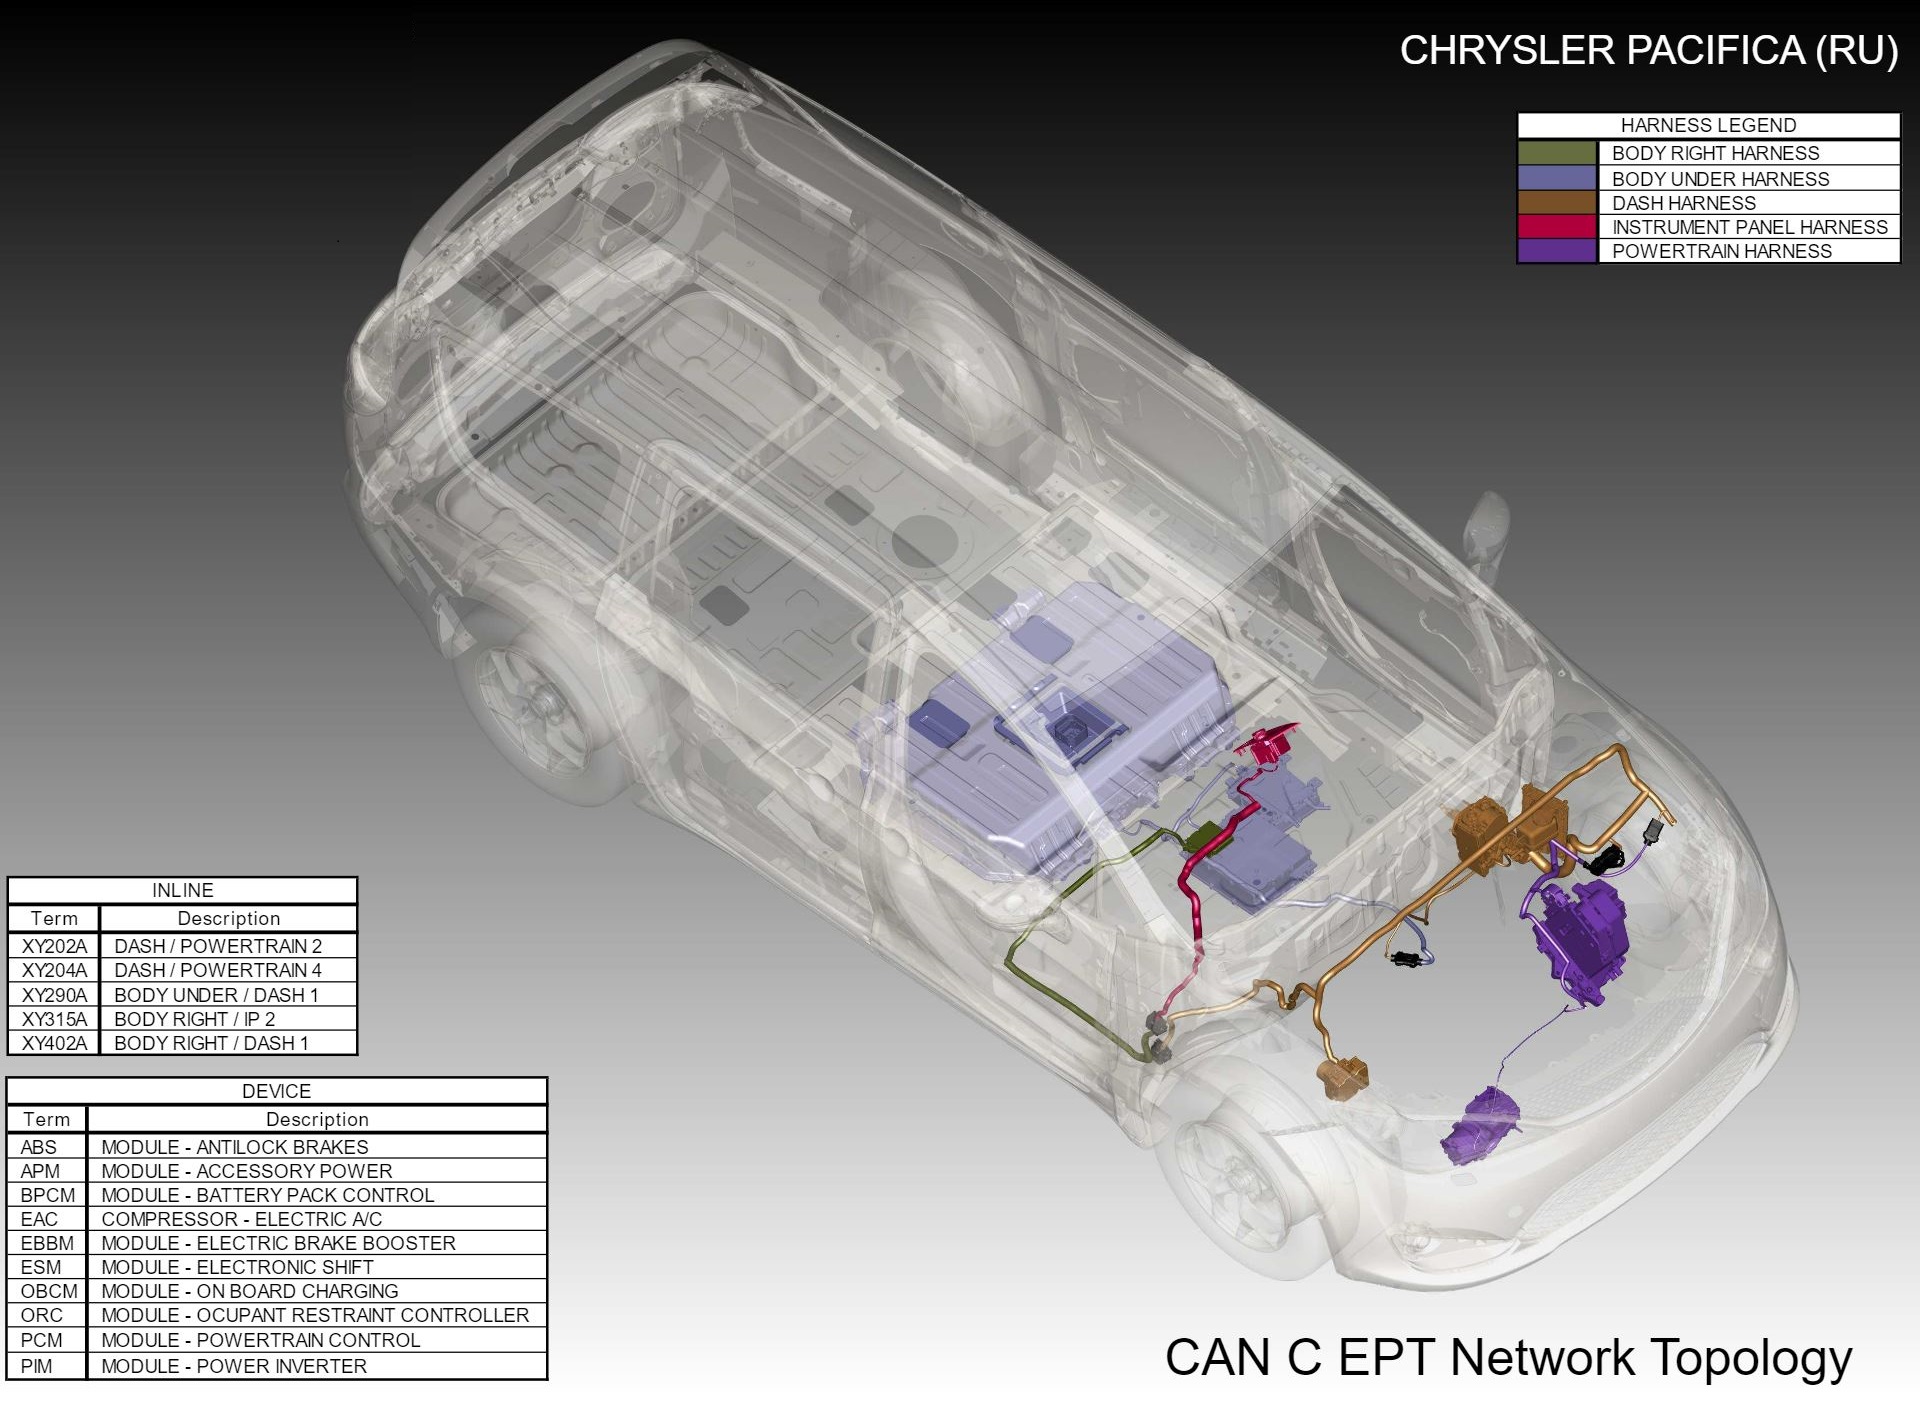 CHRYSLER PACIFICA (RU)
HARNESS LEGEND
BODY RIGHT HARNESS
BODY UNDER HARNESS
DASH HARNESS
INSTRUMENT PANEL HARNESS
POWERTRAIN HARNESS
INLINE
Term Description
XY202A DASH / POWERTRAIN 2
XY204A DASH / POWERTRAIN 4
XY290A BODY UNDER / DASH 1
XY315A BODY RIGHT / IP 2
XY402A BODY RIGHT / DASH 1
DEVICE
Term Description
ABS MODULE - ANTILOCK BRAKES
APM MODULE - ACCESSORY POWER
BPCM MODULE - BATTERY PACK CONTROL
EAC COMPRESSOR - ELECTRIC A/C
EBBM MODULE - ELECTRIC BRAKE BOOSTER
ESM MODULE - ELECTRONIC SHIFT
OBCM MODULE - ON BOARD CHARGING
ORC MODULE - OCUPANT RESTRAINT CONTROLLER
PCM MODULE - POWERTRAIN CONTROL
PIM MODULE - POWER INVERTER
CAN C EPT Network Topology